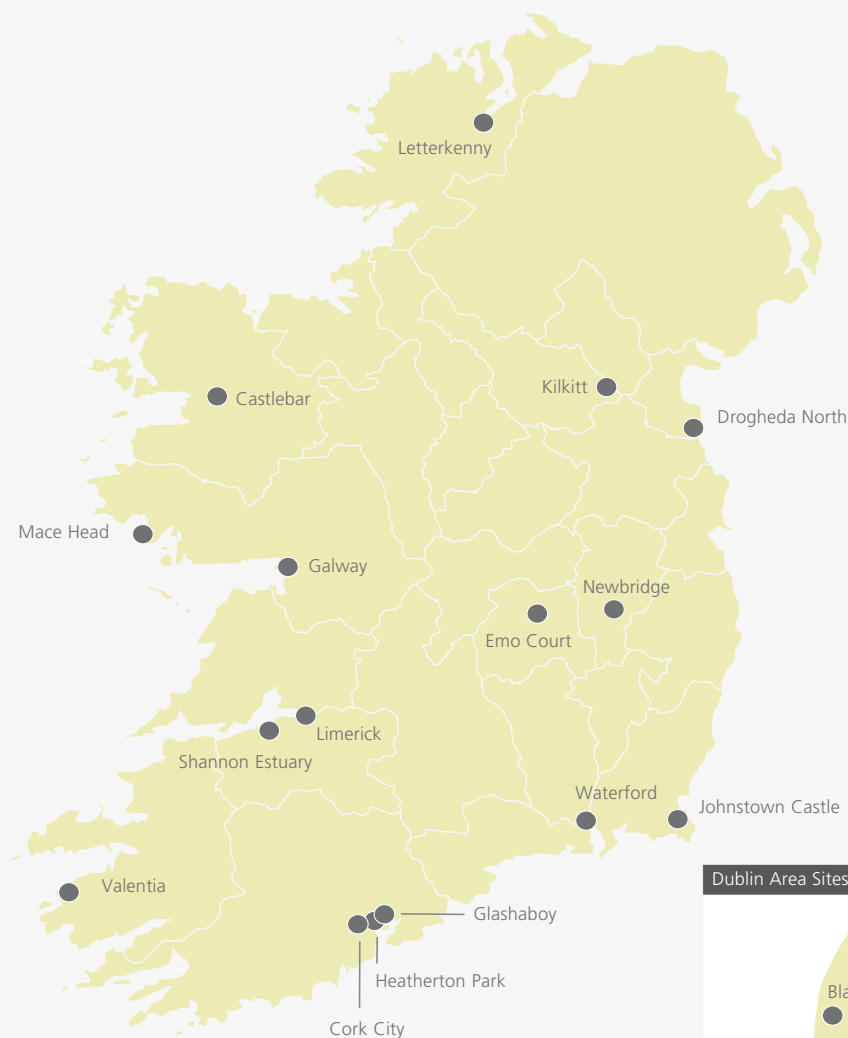 Letterkenny
Castlebar
Kilkitt
Drogheda North
Mace Head
Galway
Newbridge
Emo Court
Limerick
Shannon Estuary
Waterford
Johnstown Castle
Valentia
Dublin Area Sites
Glashaboy
Heatherton Park
Cork City